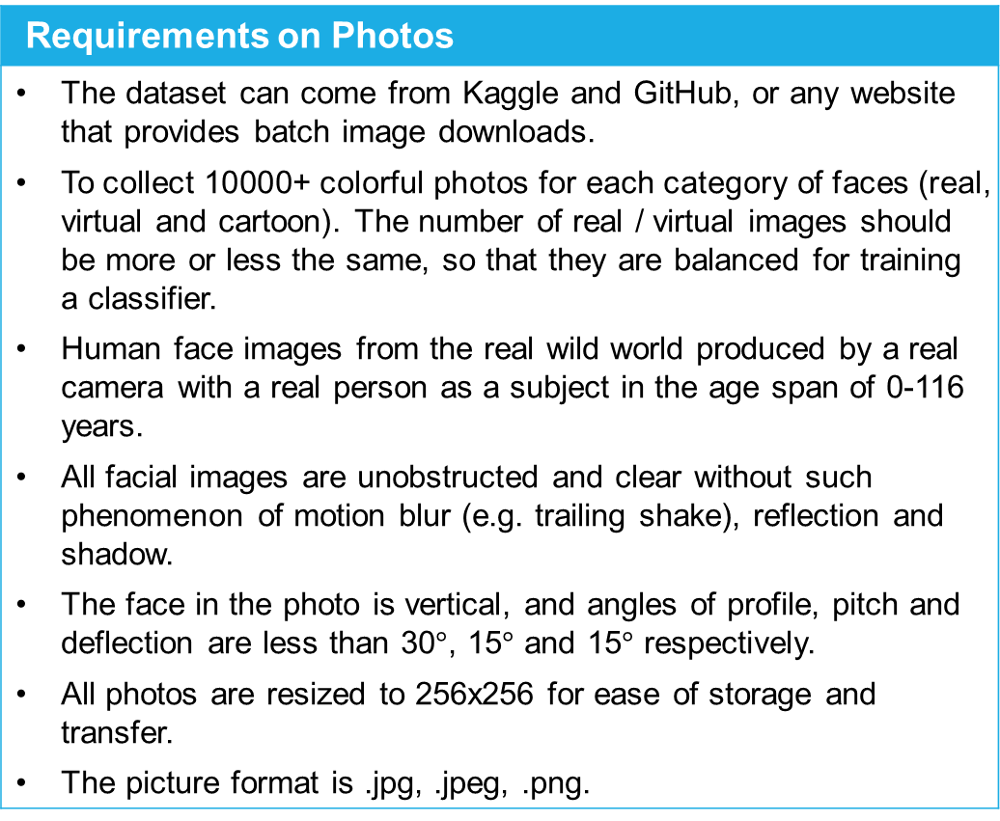 Requirements on Photos
• The dataset can come from Kaggle and GitHub, or any website
that provides batch image downloads.
• To collect 10000+ colorful photos for each category of faces (real,
virtual and cartoon). The number of real / virtual images should
be more or less the same, so that they are balanced for training
a classifier.
• Human face images from the real wild world produced by a real
camera with a real person as a subject in the age span of 0-116
years.
• All facial images are unobstructed and clear without such
phenomenon of motion blur (e.g. trailing shake), reflection and
shadow.
• The face in the photo is vertical, and angles of profile, pitch and
deflection are less than 30°, 15° and 15° respectively.
• All photos are resized to 256x256 for ease of storage and
transfer.
• The picture format is .jpg, .jpeg, .png.